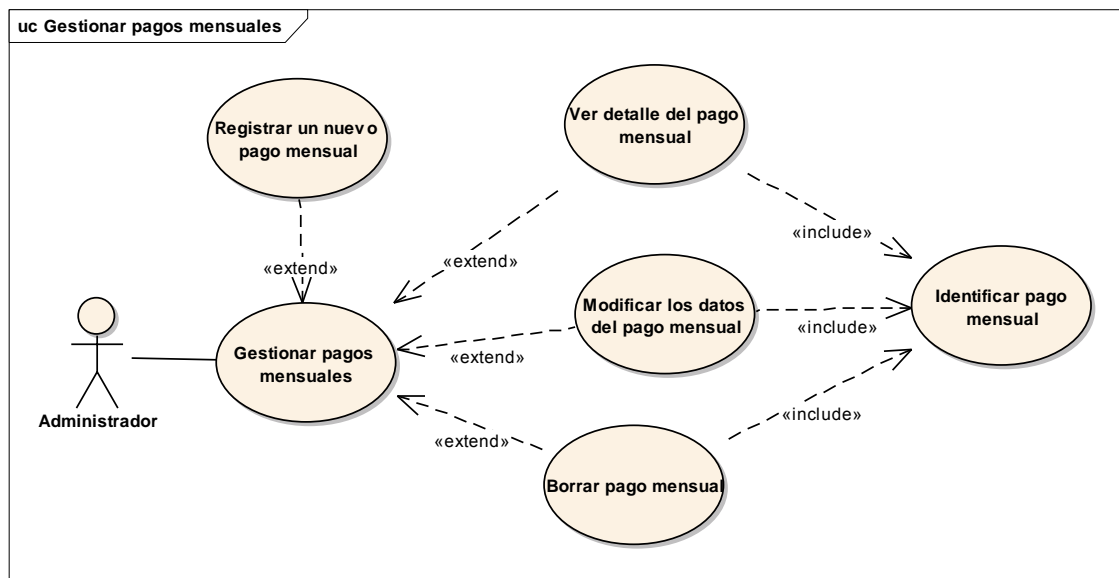 uc Gestionar pagos mensuales
Registrar un nuevo
pago mensual
Ver detalle del pago
mensual
«include»
«extend»
«extend»
Identificar pago
mensual
Modificar los datos
del pago mensual
«include»
«extend»
Gestionar pagos
mensuales
Administrador
«include»
«extend»
Borrar pago mensual